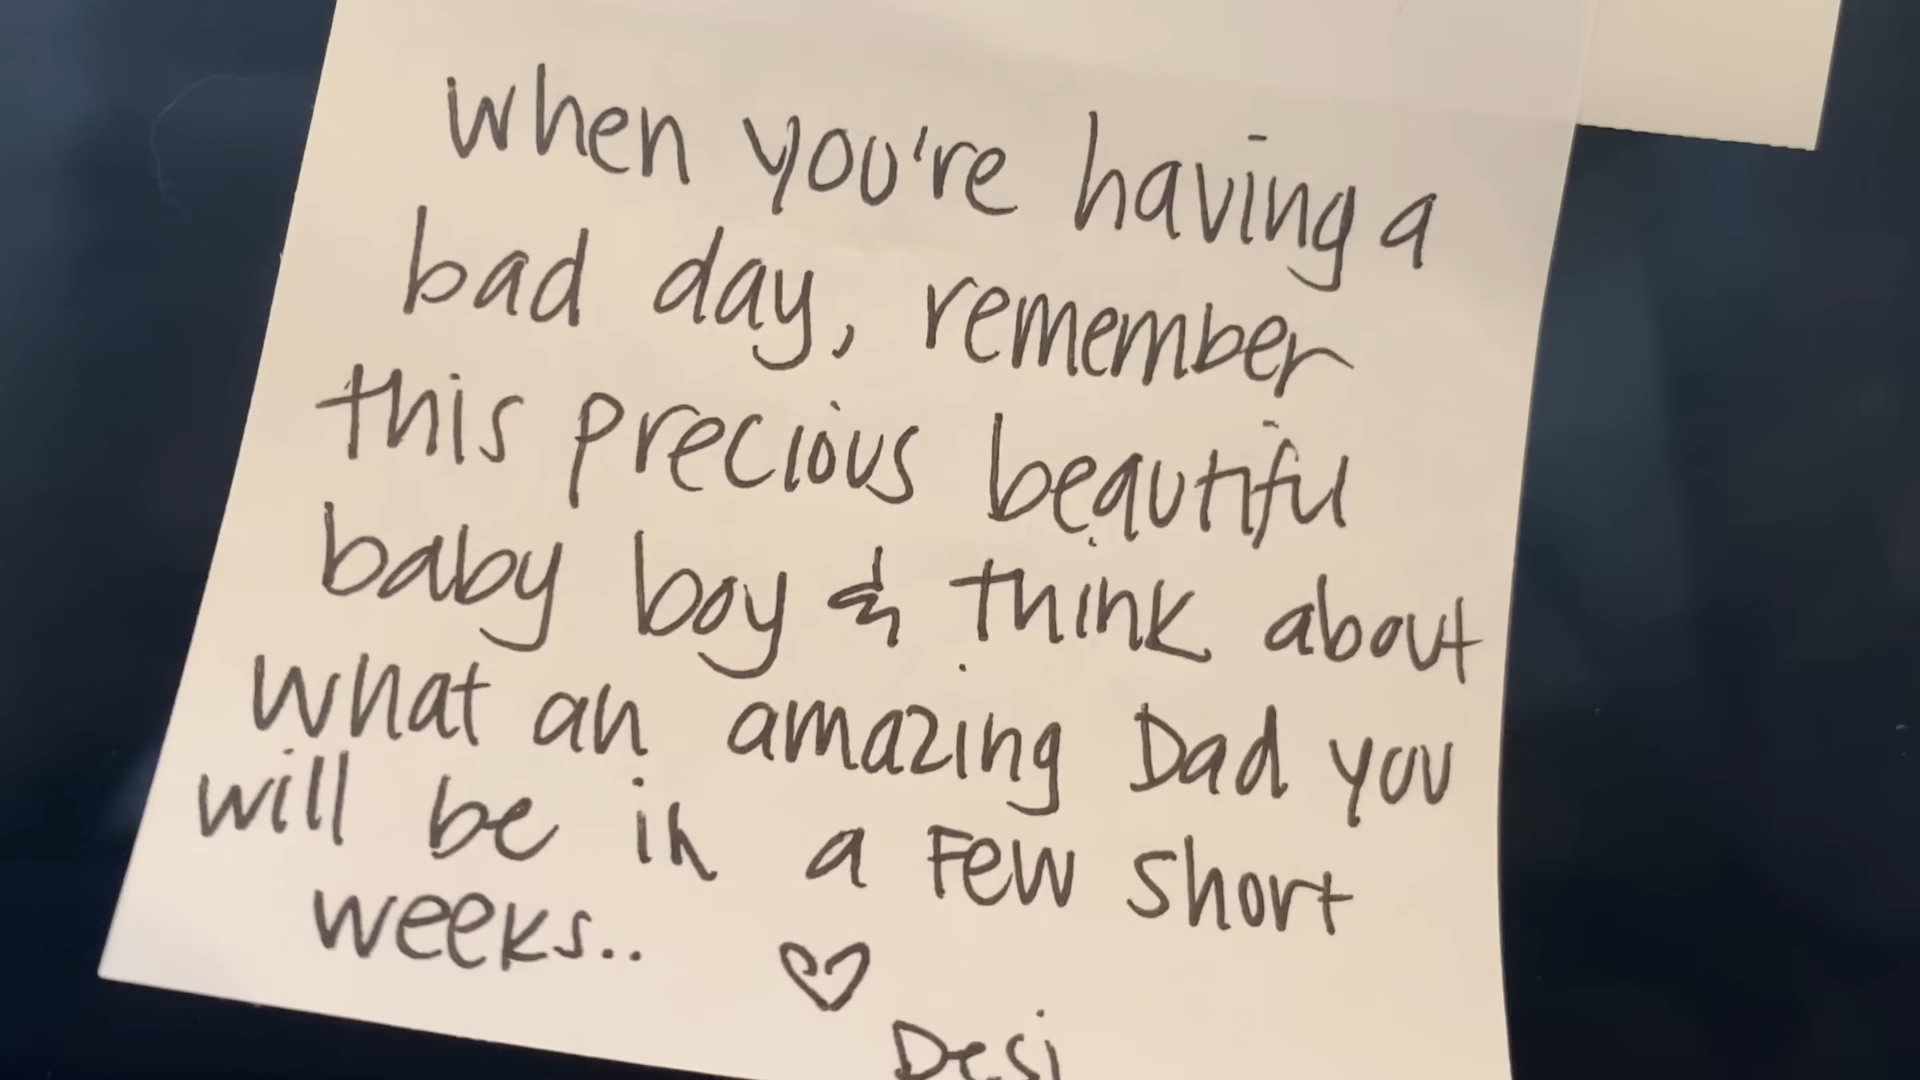 when you're having a
bad day, remember
this precious beautiful
baby boy & think about
what an amazing Dad you
will be in a Few short
weeks.. ♡
Desi